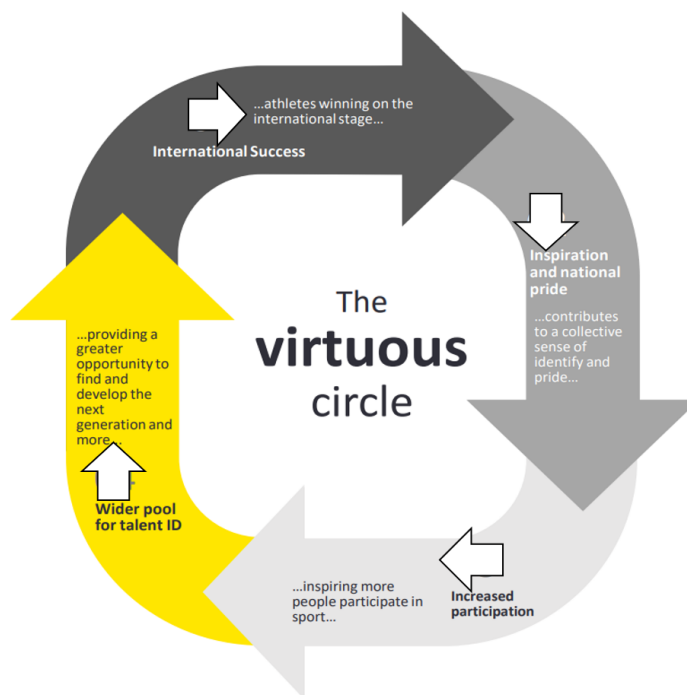 …athletes winning on the
international stage…
International Success
Inspiration
and national
pride
…contributes
to a collective
sense of
identify and
pride…
The
virtuous
circle
Increased
participation
…inspiring more
people participate in
sport…
Wider pool
for talent ID
…providing a
greater
opportunity to
find and
develop the
next
generation and
more…